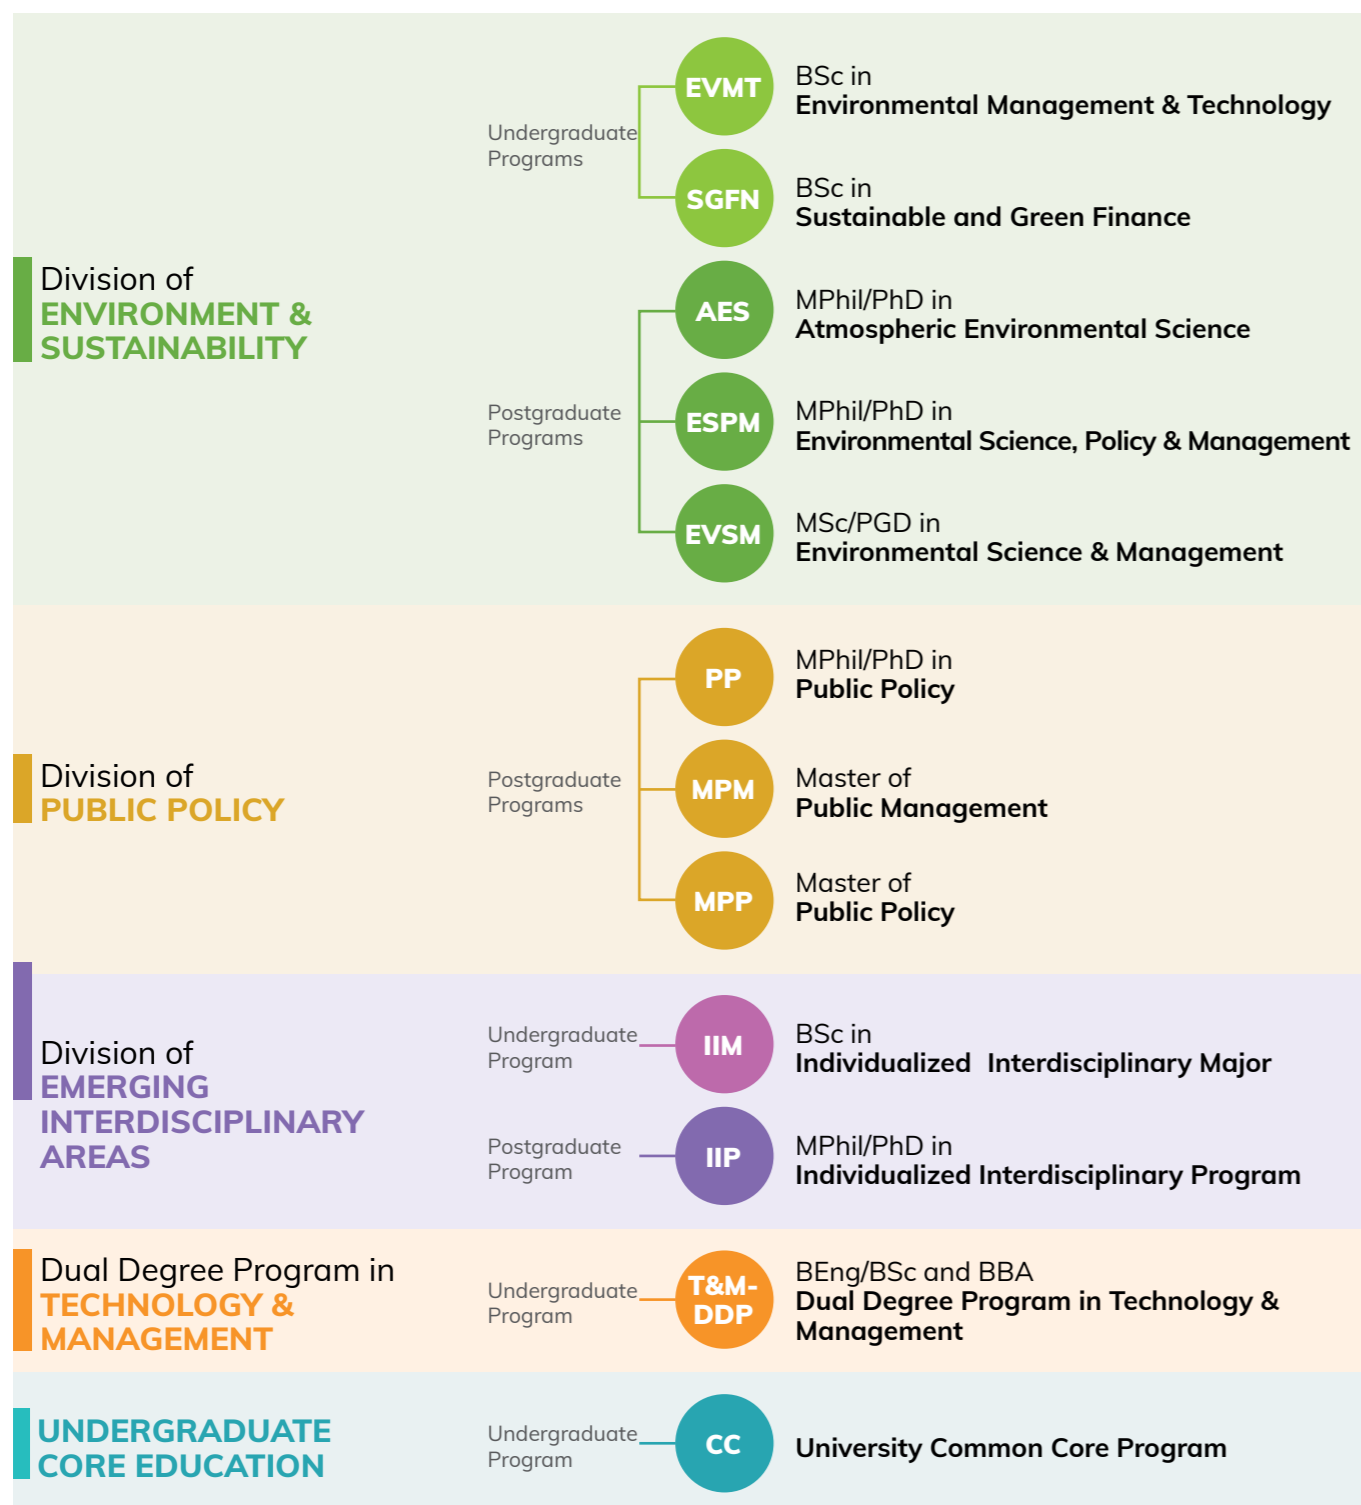 Division of
ENVIRONMENT &
SUSTAINABILITY
Undergraduate
Programs
EVMT
BSc in
Environmental Management & Technology
SGFN
BSc in
Sustainable and Green Finance
Postgraduate
Programs
AES
MPhil/PhD in
Atmospheric Environmental Science
ESPM
MPhil/PhD in
Environmental Science, Policy & Management
EVSM
MSc/PGD in
Environmental Science & Management
Division of
PUBLIC POLICY
Postgraduate
Programs
PP
MPhil/PhD in
Public Policy
MPM
Master of
Public Management
MPP
Master of
Public Policy
Division of
EMERGING
INTERDISCIPLINARY
AREAS
Undergraduate
Program
IIM
BSc in
Individualized  Interdisciplinary Major
Postgraduate
Program
IIP
MPhil/PhD in
Individualized Interdisciplinary Program
Dual Degree Program in
TECHNOLOGY &
MANAGEMENT
Undergraduate
Program
T&M-
DDP
BEng/BSc and BBA
Dual Degree Program in Technology &
Management
UNDERGRADUATE
CORE EDUCATION
Undergraduate
Program
CC
University Common Core Program